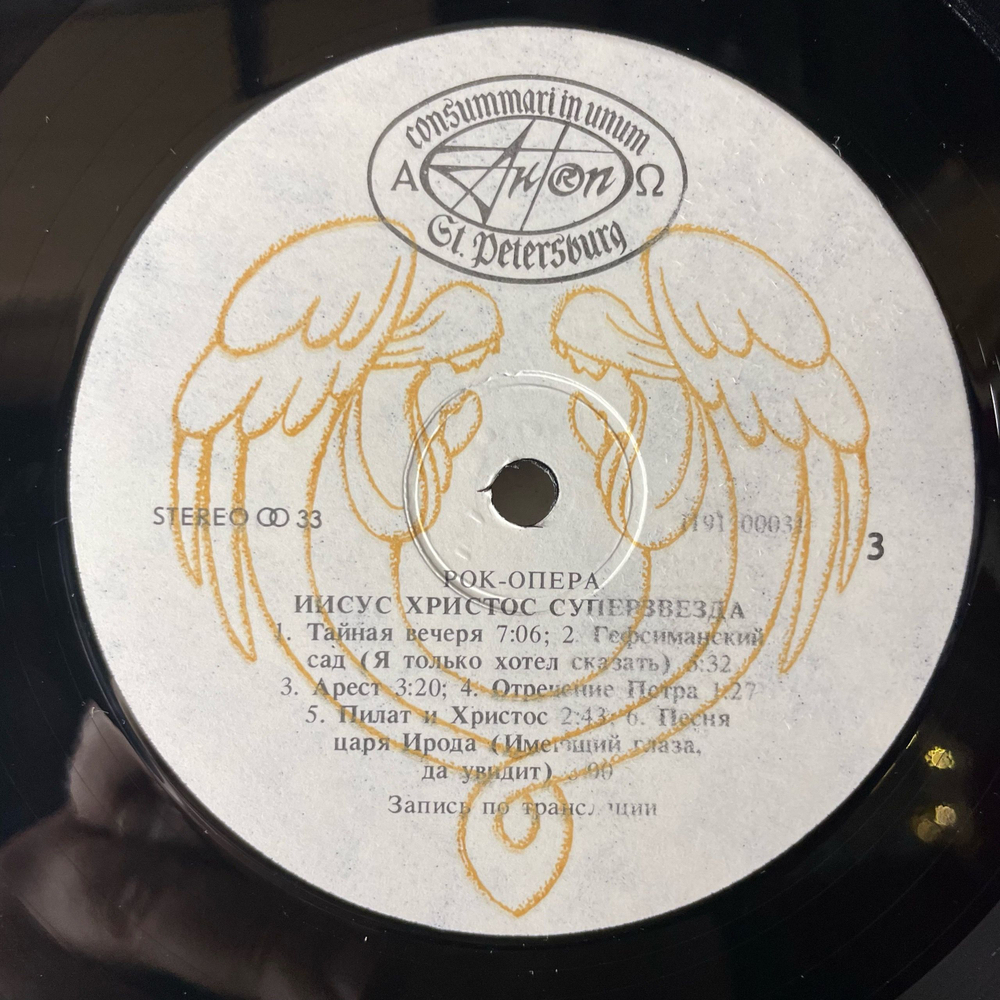 consummari in unum
Α Антоп Ω
St. Petersburg
STEREO 33
3
РОК-ОПЕРА
ИИСУС ХРИСТОС СУПЕРЗВЕЗДА
1. Тайная вечеря 7:06; 2. Гефсиманский
сад (Я только хотел сказать) 5:32
3. Арест 3:20; 4. Отречение Петра 1:27
5. Пилат и Христос 2:43; 6. Песня
царя Ирода (Имеющий глаза,
да увидит)
Запись по трансляции